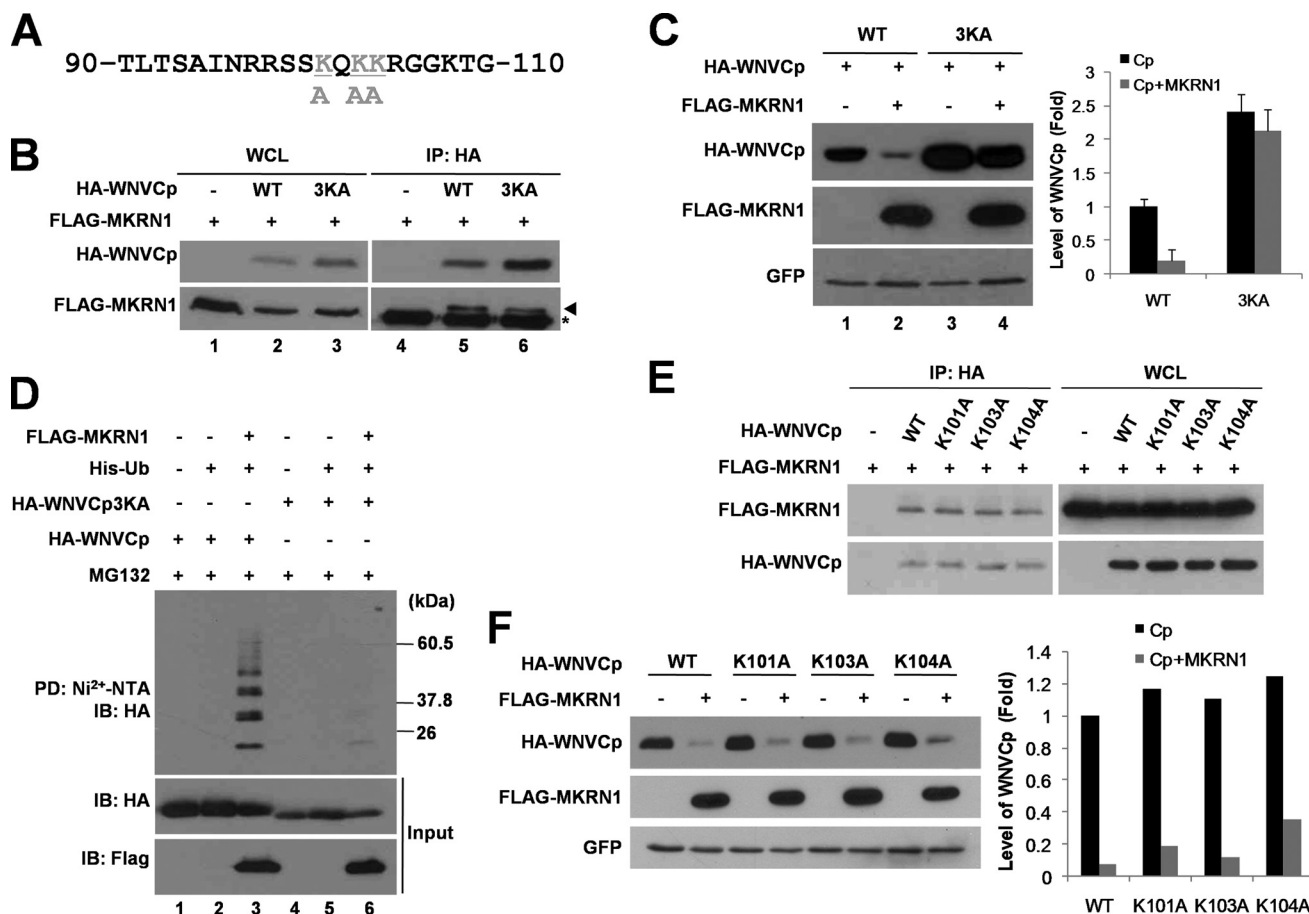 A
90-TLTSAINRRSSKQKKRGGKTG-110
A AA
B
WCL IP: HA
HA-WNVCp - WT 3KA - WT 3KA
FLAG-MKRN1 + + + + + +
HA-WNVCp
FLAG-MKRN1
*
1 2 3 4 5 6
C
WT 3KA
HA-WNVCp + + + +
FLAG-MKRN1 - + - +
HA-WNVCp
FLAG-MKRN1
GFP
1 2 3 4
Cp
Cp+MKRN1
Level of WNVCp (Fold)
3
2.5
2
1.5
1
0.5
0
WT 3KA
D
FLAG-MKRN1 - - + - - +
His-Ub - + + - + +
HA-WNVCp3KA - - - + + +
HA-WNVCp + + + - - -
MG132 + + + + + +
(kDa)
60.5
PD: Ni²⁺-NTA
IB: HA
37.8
26
IB: HA
IB: Flag
Input
1 2 3 4 5 6
E
IP: HA WCL
HA-WNVCp - WT K101A K103A K104A - WT K101A K103A K104A
FLAG-MKRN1 + + + + + + + + + +
FLAG-MKRN1
HA-WNVCp
F
HA-WNVCp WT K101A K103A K104A
FLAG-MKRN1 - + - + - + - +
HA-WNVCp
FLAG-MKRN1
GFP
Cp
Cp+MKRN1
Level of WNVCp (Fold)
1.4
1.2
1
0.8
0.6
0.4
0.2
0
WT K101A K103A K104A